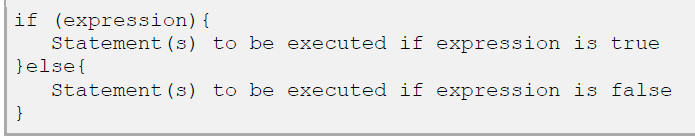 if (expression){
   Statement(s) to be executed if expression is true
}else{
   Statement(s) to be executed if expression is false
}